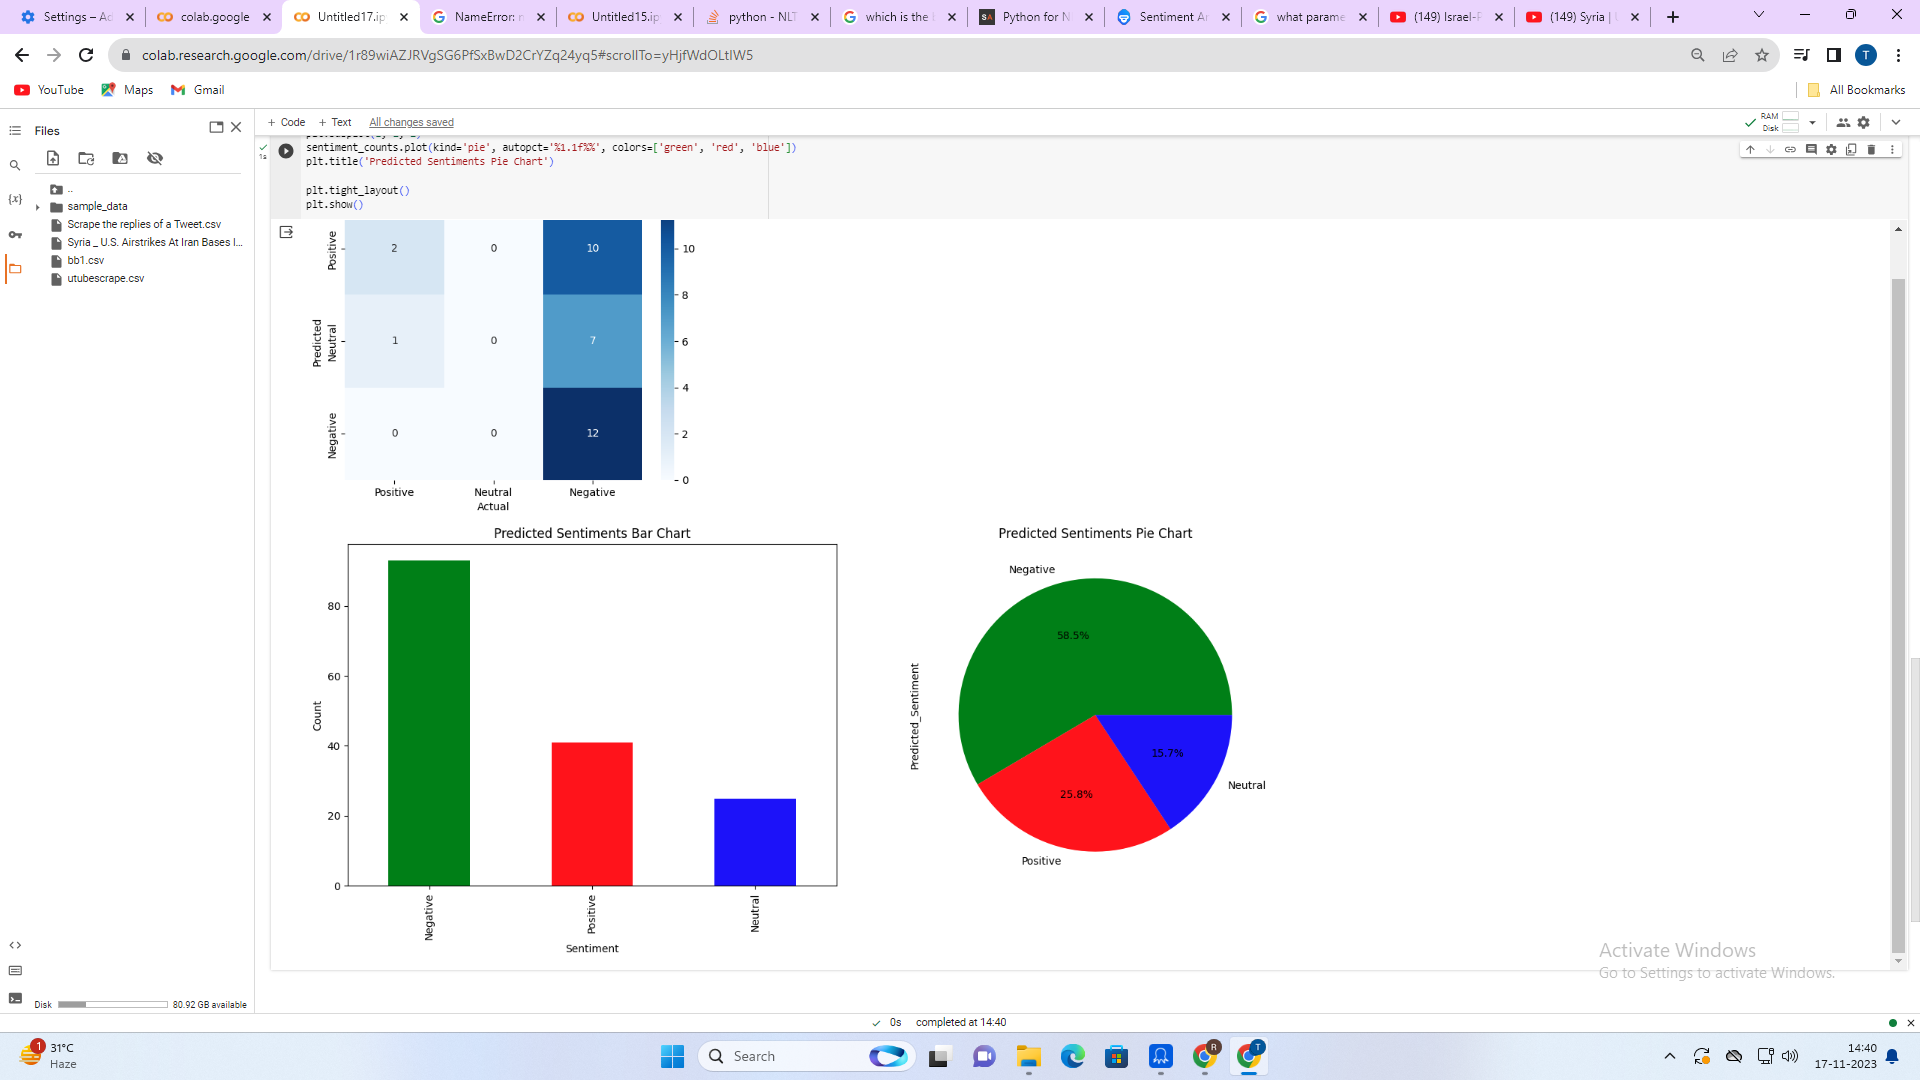 Settings – Ad
colab.google
Untitled17.ip
NameError: n
Untitled15.ip
python - NLT
which is the
Python for N
Sentiment An
what parame
(149) Israel-P
(149) Syria |
colab.research.google.com/drive/1r89wiAZJRVgSG6PfSxBwD2CrYZq24yq5#scrollTo=yHjfWdOLtIW5
T
YouTube
Maps
Gmail
All Bookmarks
Files
+ Code
+ Text
All changes saved
RAM
Disk
..
sample_data
Scrape the replies of a Tweet.csv
Syria _ U.S. Airstrikes At Iran Bases I...
bb1.csv
utubescrape.csv
{x}
1s
sentiment_counts.plot(kind='pie', autopct='%1.1f%%', colors=['green', 'red', 'blue'])
plt.title('Predicted Sentiments Pie Chart')
plt.tight_layout()
plt.show()
Predicted
Positive
Neutral
Negative
2 0 10
1 0 7
0 0 12
10
8
6
4
2
0
Positive
Neutral
Negative
Actual
Predicted Sentiments Bar Chart
Count
80
60
40
20
0
Negative
Positive
Neutral
Sentiment
Predicted Sentiments Pie Chart
Predicted_Sentiment
Negative
58.5%
25.8%
Positive
15.7%
Neutral
Activate Windows
Go to Settings to activate Windows.
Disk
80.92 GB available
0s completed at 14:40
1
31°C
Haze
Search
R
T
14:40
17-11-2023